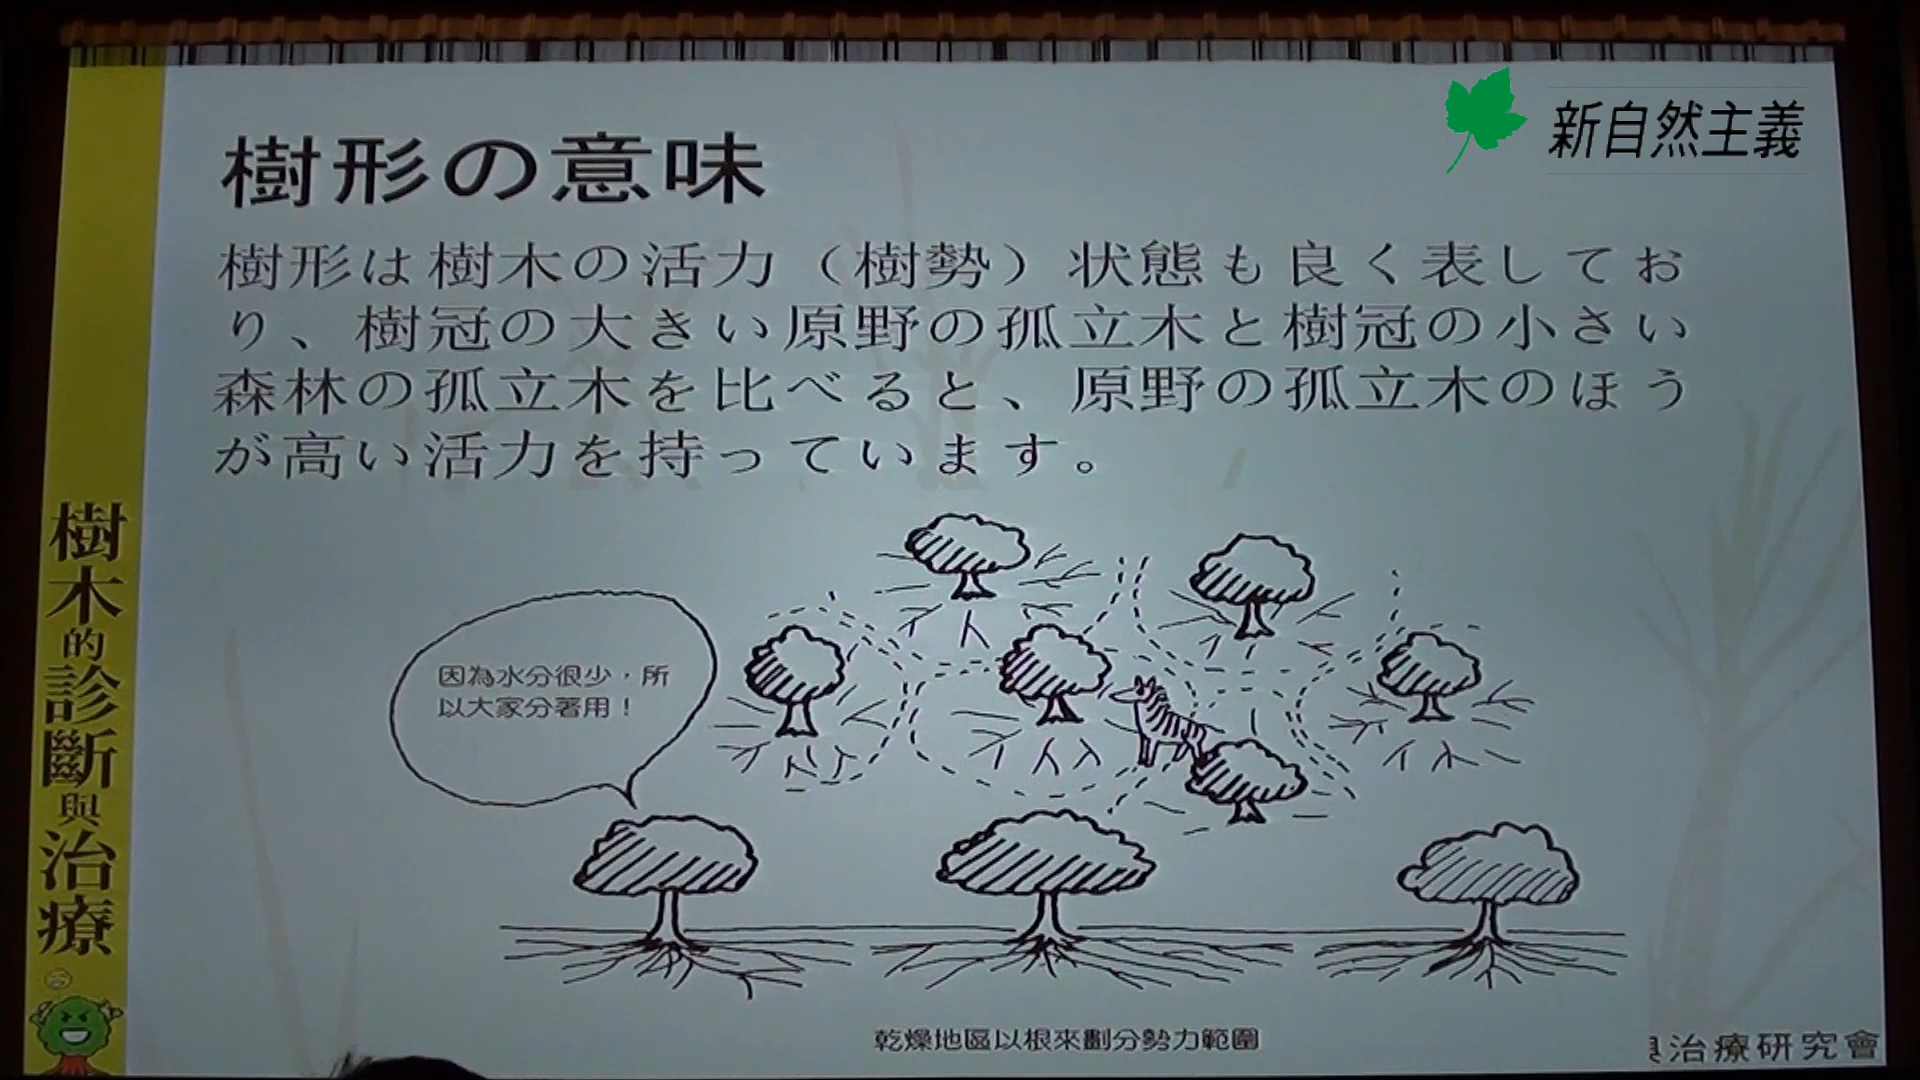 新自然主義
樹形の意味
樹形は樹木の活力（樹勢）状態も良く表してお
り、樹冠の大きい原野の孤立木と樹冠の小さい
森林の孤立木を比べると、原野の孤立木のほう
が高い活力を持っています。
因為水分很少，所
以大家分著用！
乾燥地區以根來劃分勢力範圍
樹木的診斷與治療
治療研究會